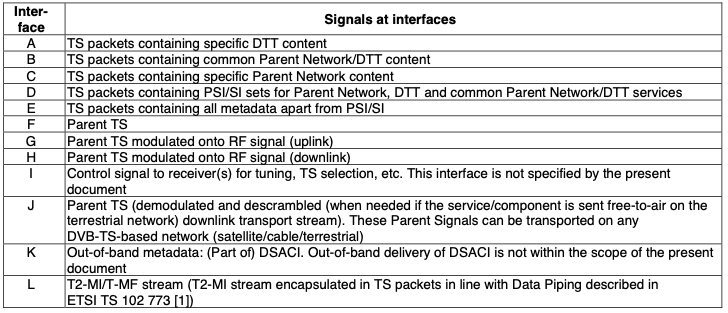 Inter-
face
Signals at interfaces
A TS packets containing specific DTT content
B TS packets containing common Parent Network/DTT content
C TS packets containing specific Parent Network content
D TS packets containing PSI/SI sets for Parent Network, DTT and common Parent Network/DTT services
E TS packets containing all metadata apart from PSI/SI
F Parent TS
G Parent TS modulated onto RF signal (uplink)
H Parent TS modulated onto RF signal (downlink)
I Control signal to receiver(s) for tuning, TS selection, etc. This interface is not specified by the present
document
J Parent TS (demodulated and descrambled (when needed if the service/component is sent free-to-air on the
terrestrial network) downlink transport stream). These Parent Signals can be transported on any
DVB-TS-based network (satellite/cable/terrestrial)
K Out-of-band metadata: (Part of) DSACI. Out-of-band delivery of DSACI is not within the scope of the present
document
L T2-MI/T-MF stream (T2-MI stream encapsulated in TS packets in line with Data Piping described in
ETSI TS 102 773 [1])